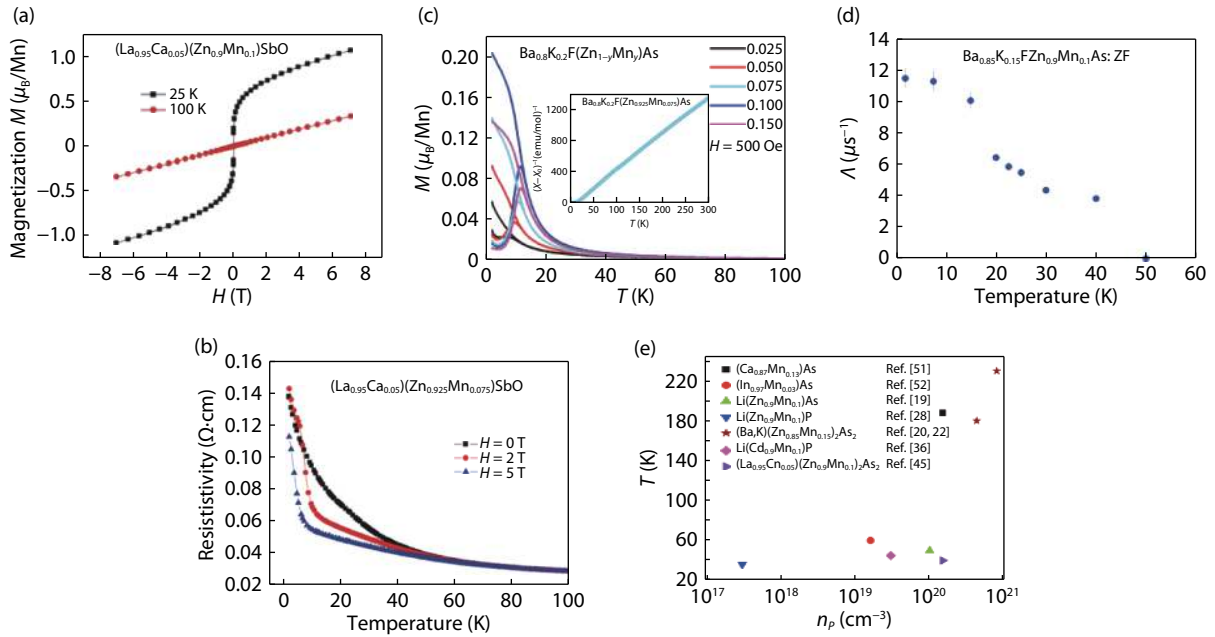 (a)
(La0.95Ca0.05)(Zn0.9Mn0.1)SbO
25 K
100 K
Magnetization M (μB/Mn)
1.0
0.5
0
−0.5
−1.0
−8 −6 −4 −2 0 2 4 6 8
H (T)
(c)
Ba0.8K0.2F(Zn1−yMny)As
0.025
0.050
0.075
0.100
0.150
H = 500 Oe
M (μB/Mn)
0.20
0.16
0.12
0.08
0.04
0
0 20 40 60 80 100
T (K)
Ba0.8K0.2F(Zn0.925Mn0.075)As
(X−X0)−1(emu/mol)−1
1200
800
400
0
0 50 100 150 200 250 300
T (K)
(d)
Ba0.85K0.15FZn0.9Mn0.1As: ZF
Λ (μs−1)
14
12
10
8
6
4
2
0
0 10 20 30 40 50 60
Temperature (K)
(b)
(La0.95Ca0.05)(Zn0.925Mn0.075)SbO
H = 0 T
H = 2 T
H = 5 T
Resististivity (Ω·cm)
0.16
0.14
0.12
0.10
0.08
0.06
0.04
0.02
0 20 40 60 80 100
Temperature (K)
(e)
(Ca0.87Mn0.13)As Ref. [51]
(In0.97Mn0.03)As Ref. [52]
Li(Zn0.9Mn0.1)As Ref. [19]
Li(Zn0.9Mn0.1)P Ref. [28]
(Ba,K)(Zn0.85Mn0.15)2As2 Ref. [20, 22]
Li(Cd0.9Mn0.1)P Ref. [36]
(La0.95Cn0.05)(Zn0.9Mn0.1)2As2 Ref. [45]
T (K)
220
180
140
100
60
20
1017 1018 1019 1020 1021
nP (cm−3)